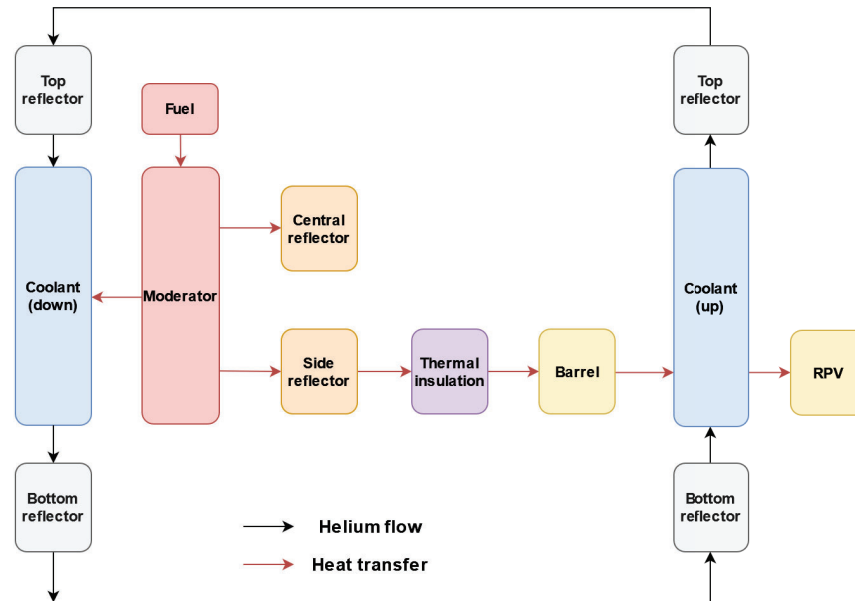 Top
reflector
Top
reflector
Fuel
Central
reflector
Coolant
(down)
Moderator
Coolant
(up)
Side
reflector
Thermal
insulation
Barrel
RPV
Bottom
reflector
Bottom
reflector
Helium flow
Heat transfer